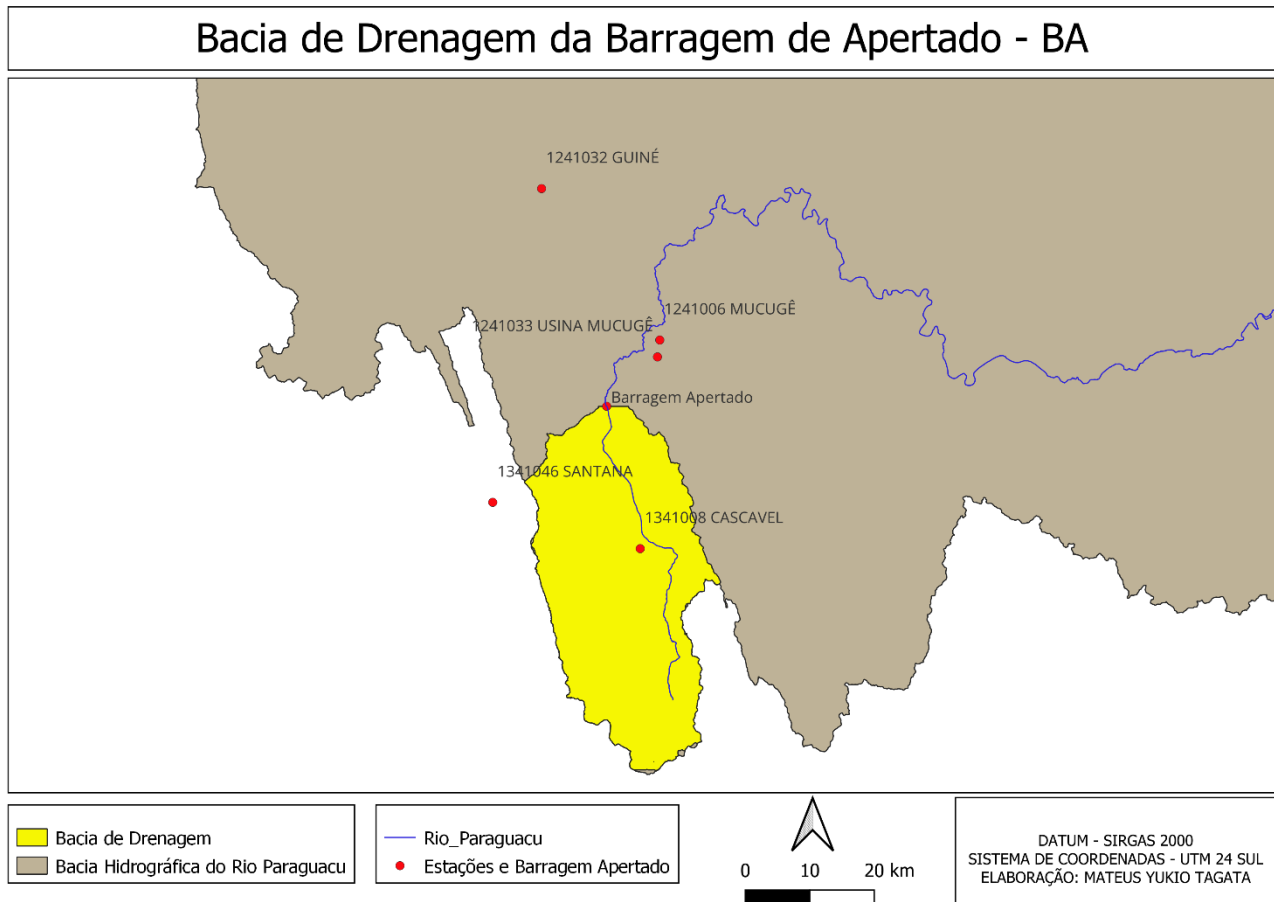 Bacia de Drenagem da Barragem de Apertado - BA
1241032 GUINÉ
1241006 MUCUGÊ
1241033 USINA MUCUGÊ
Barragem Apertado
1341046 SANTANA
1341008 CASCAVEL
Bacia de Drenagem
Bacia Hidrográfica do Rio Paraguacu
Rio_Paraguacu
Estações e Barragem Apertado
0 10 20 km
DATUM - SIRGAS 2000
SISTEMA DE COORDENADAS - UTM 24 SUL
ELABORAÇÃO: MATEUS YUKIO TAGATA